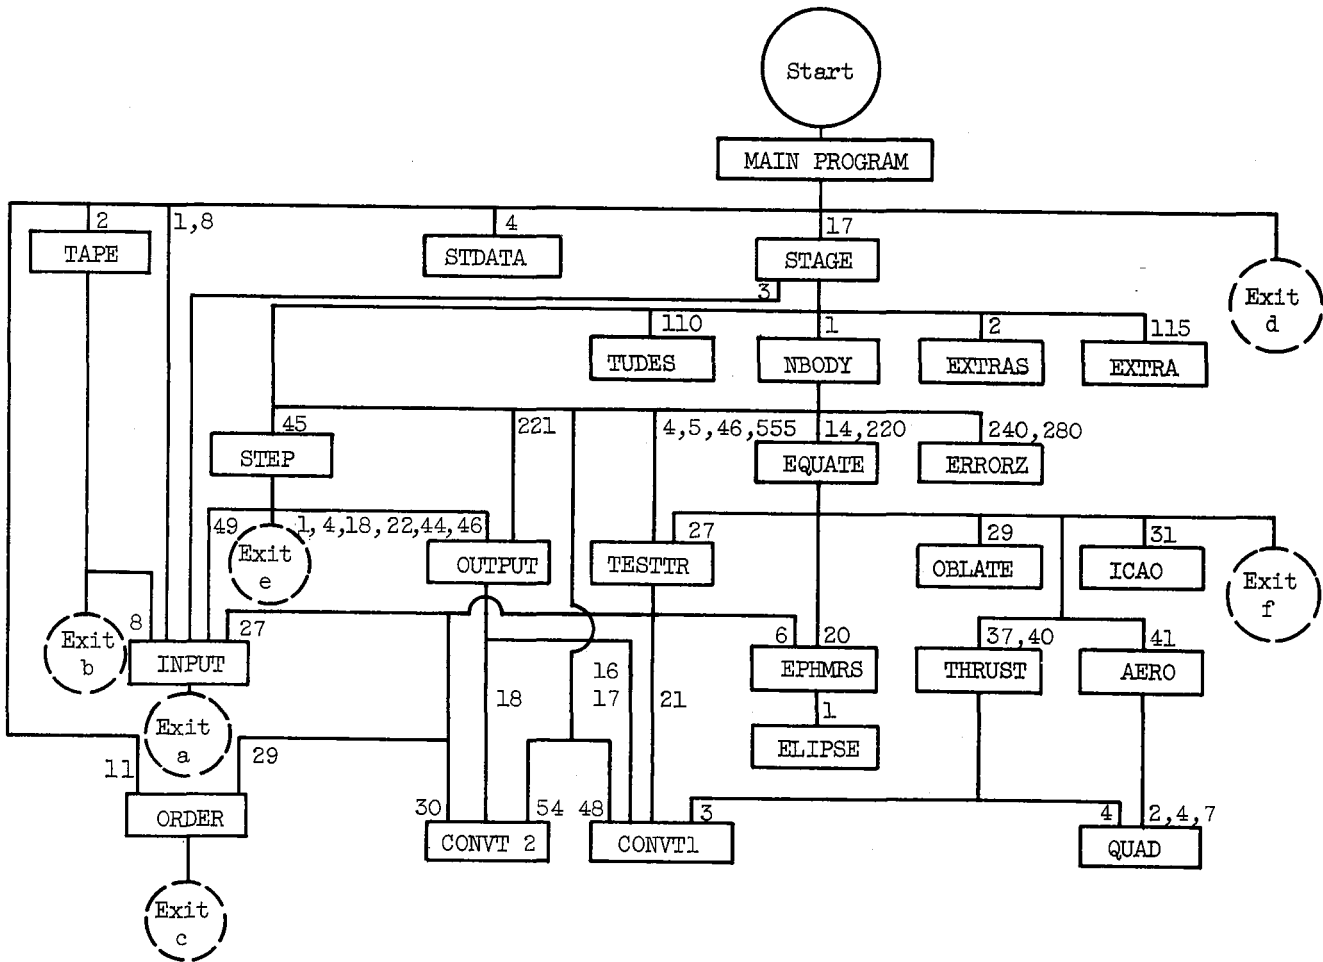 Start
MAIN PROGRAM
2
1,8
4
17
TAPE
STDATA
STAGE
3
Exit
d
110
1
2
115
TUDES
NBODY
EXTRAS
EXTRA
45
221
4,5,46,555
14,220
240,280
STEP
EQUATE
ERRORZ
49
1,4,18,22,44,46
27
29
31
Exit
e
OUTPUT
TESTTR
OBLATE
ICAO
Exit
f
8
27
6
20
37,40
41
Exit
b
INPUT
EPHMRS
THRUST
AERO
16
18
17
21
1
Exit
a
ELIPSE
11
29
30
54
48
3
4
2,4,7
ORDER
CONVT 2
CONVT1
QUAD
Exit
c